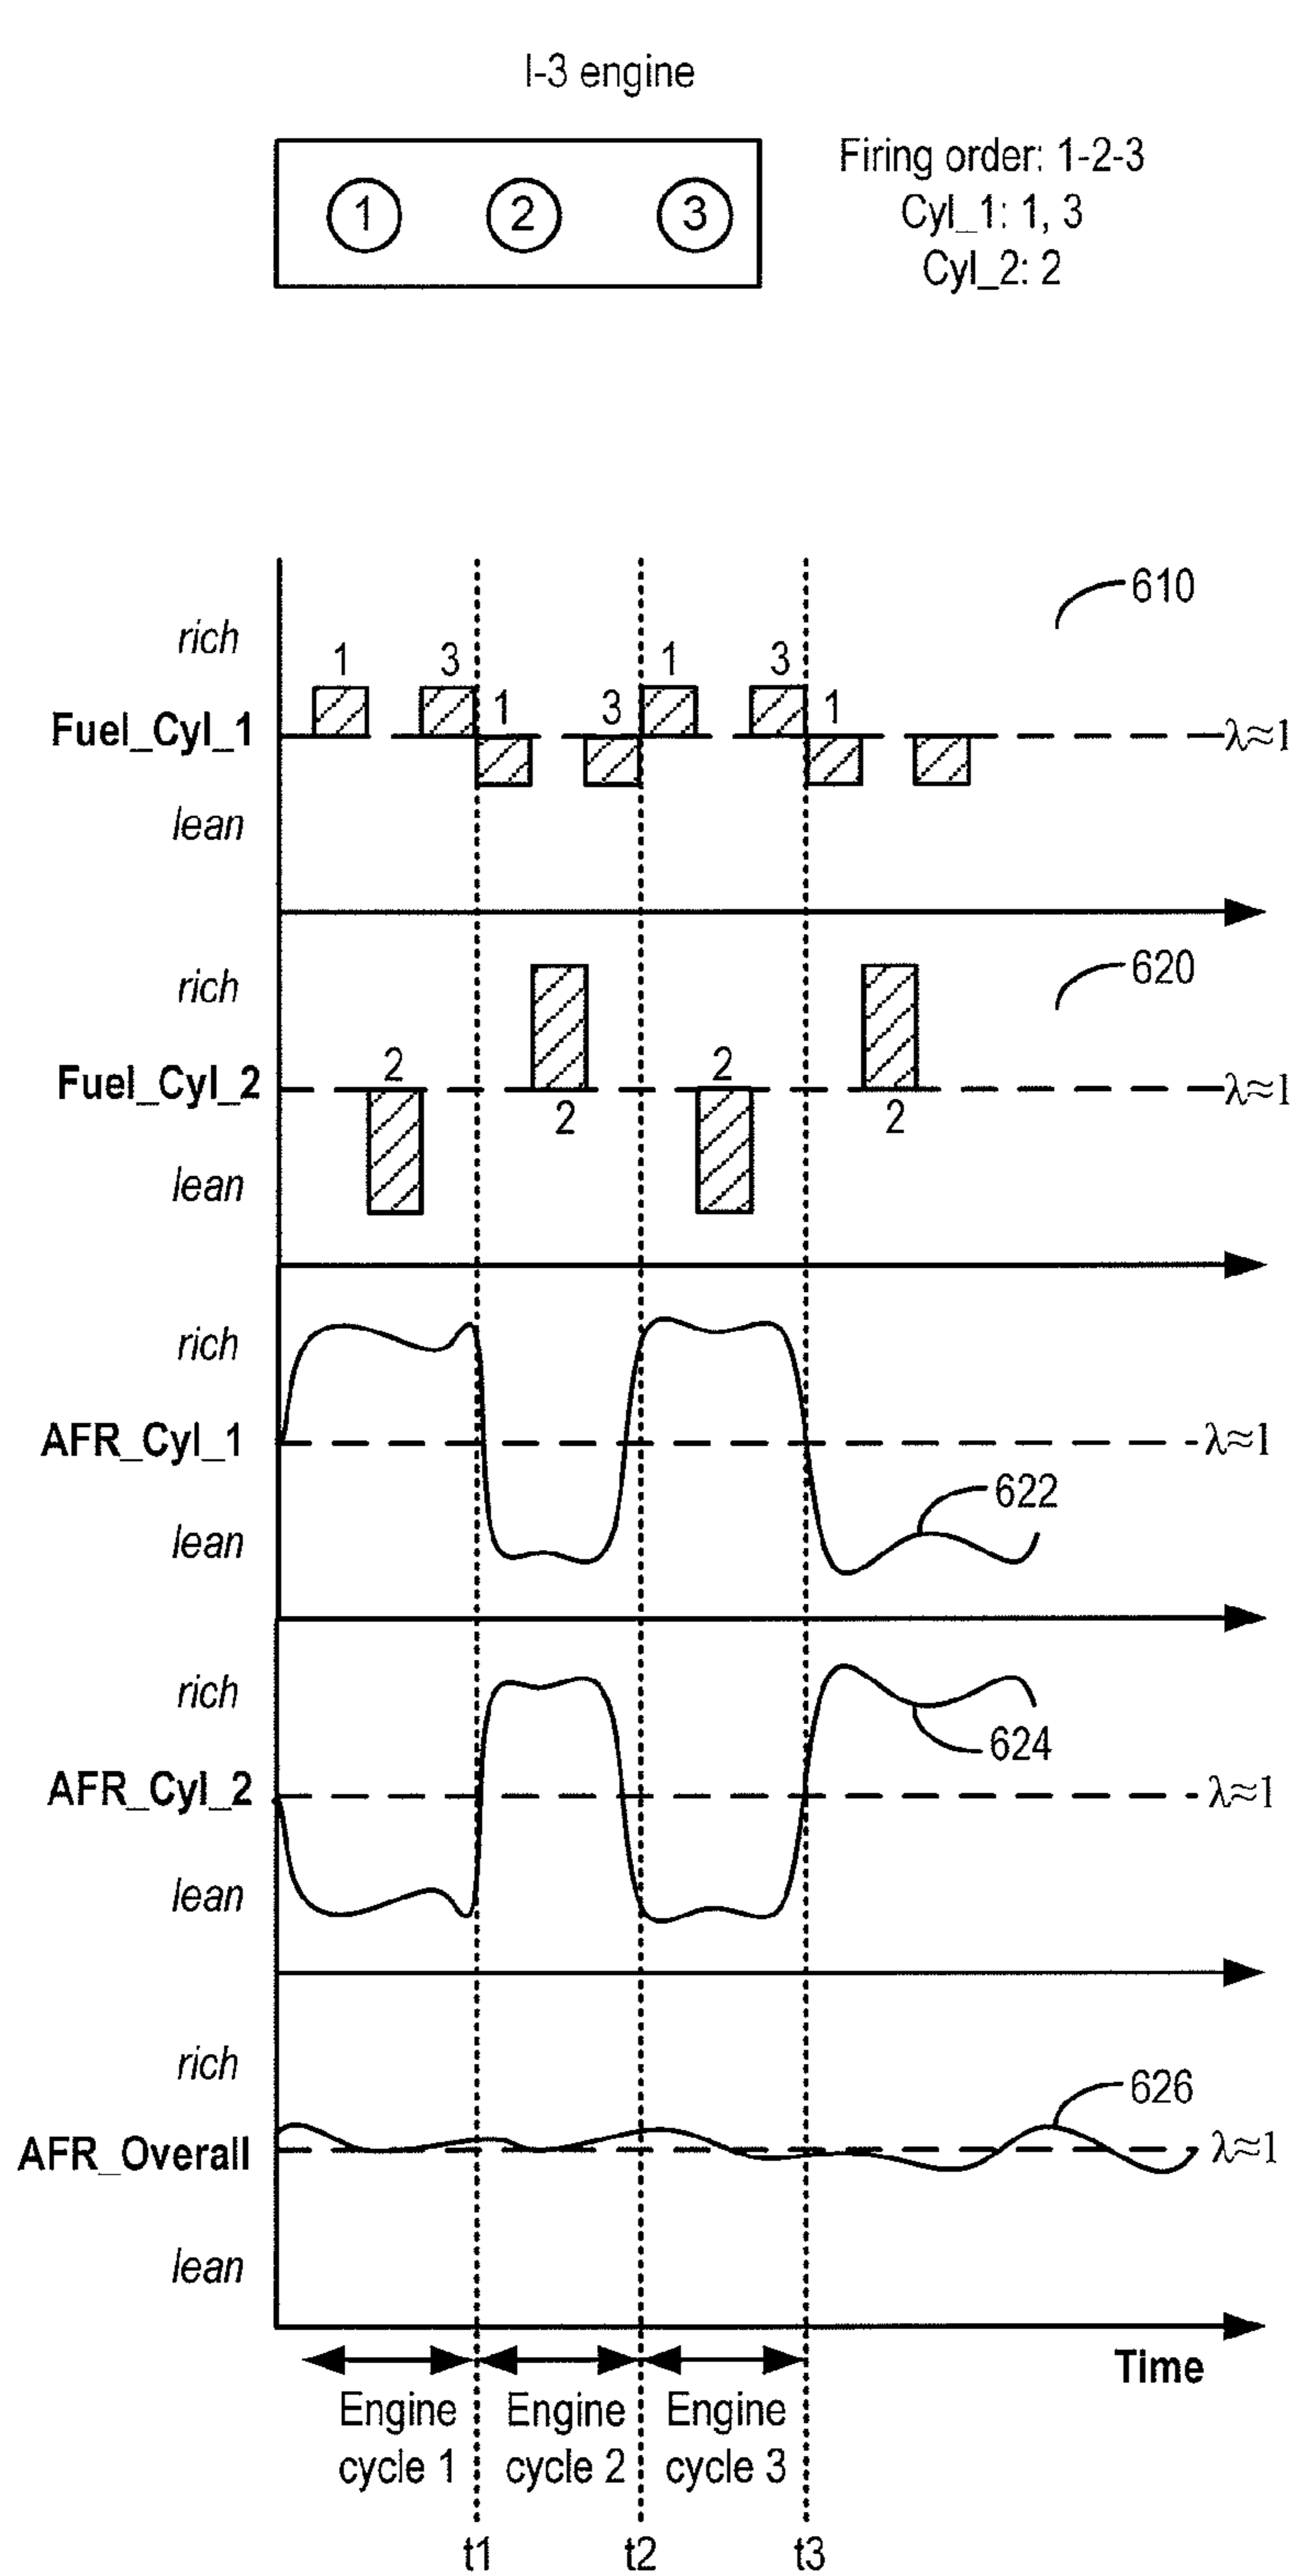 I-3 engine
1 2 3
Firing order: 1-2-3
Cyl_1: 1, 3
Cyl_2: 2
610
rich
1 3 1 3 1 3 1
Fuel_Cyl_1
λ≈1
lean
620
rich
2 2
Fuel_Cyl_2
λ≈1
2 2
lean
rich
AFR_Cyl_1
λ≈1
622
lean
rich
624
AFR_Cyl_2
λ≈1
lean
rich
626
AFR_Overall
λ≈1
lean
Time
Engine cycle 1
Engine cycle 2
Engine cycle 3
t1 t2 t3